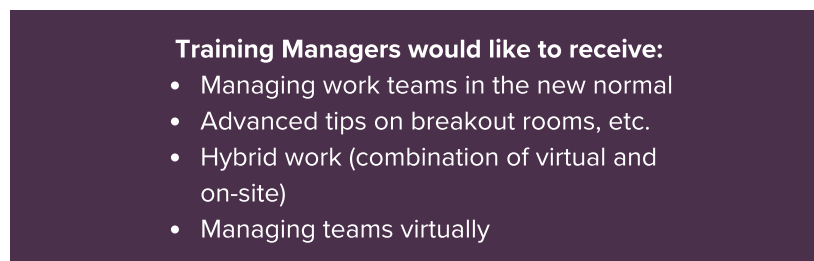 Training Managers would like to receive:
• Managing work teams in the new normal
• Advanced tips on breakout rooms, etc.
• Hybrid work (combination of virtual and
on-site)
• Managing teams virtually